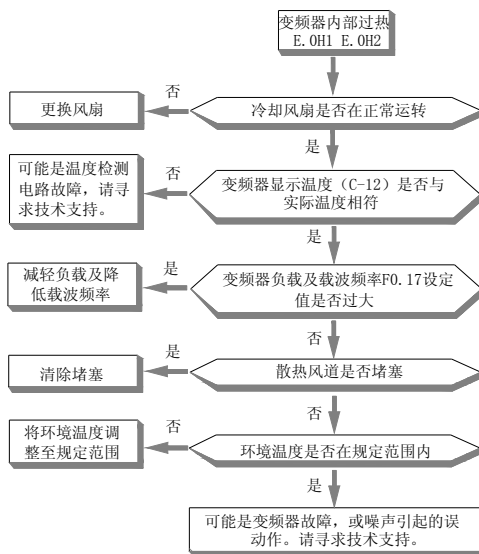 变频器内部过热
E.0H1 E.0H2
否
更换风扇
冷却风扇是否在正常运转
是
可能是温度检测
电路故障，请寻
求技术支持。
否
变频器显示温度（C-12）是否与
实际温度相符
是
减轻负载及降
低载波频率
是
变频器负载及载波频率F0.17设定
值是否过大
否
清除堵塞
是
散热风道是否堵塞
否
将环境温度调
整至规定范围
否
环境温度是否在规定范围内
是
可能是变频器故障，或噪声引起的误
动作。请寻求技术支持。